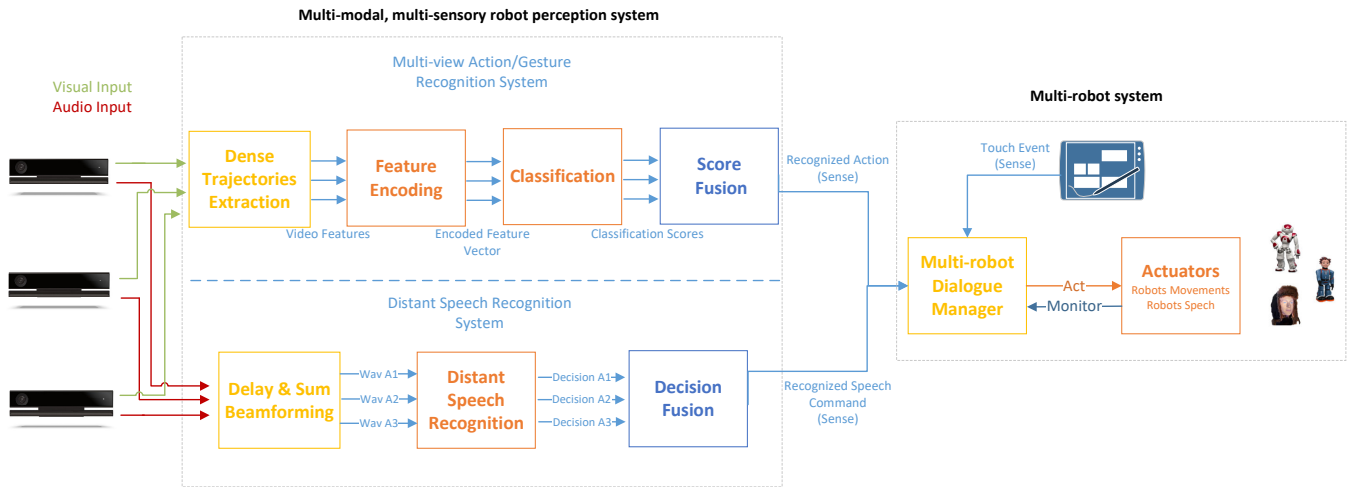 Multi-modal, multi-sensory robot perception system
Multi-view Action/Gesture
Recognition System
Visual Input
Audio Input
Dense
Trajectories
Extraction
Video Features
Feature
Encoding
Encoded Feature
Vector
Classification
Classification Scores
Score
Fusion
Recognized Action
(Sense)
Distant Speech Recognition
System
Delay & Sum
Beamforming
Wav A1
Wav A2
Wav A3
Distant
Speech
Recognition
Decision A1
Decision A2
Decision A3
Decision
Fusion
Recognized Speech
Command
(Sense)
Multi-robot system
Touch Event
(Sense)
Multi-robot
Dialogue
Manager
Act
Monitor
Actuators
Robots Movements
Robots Spech